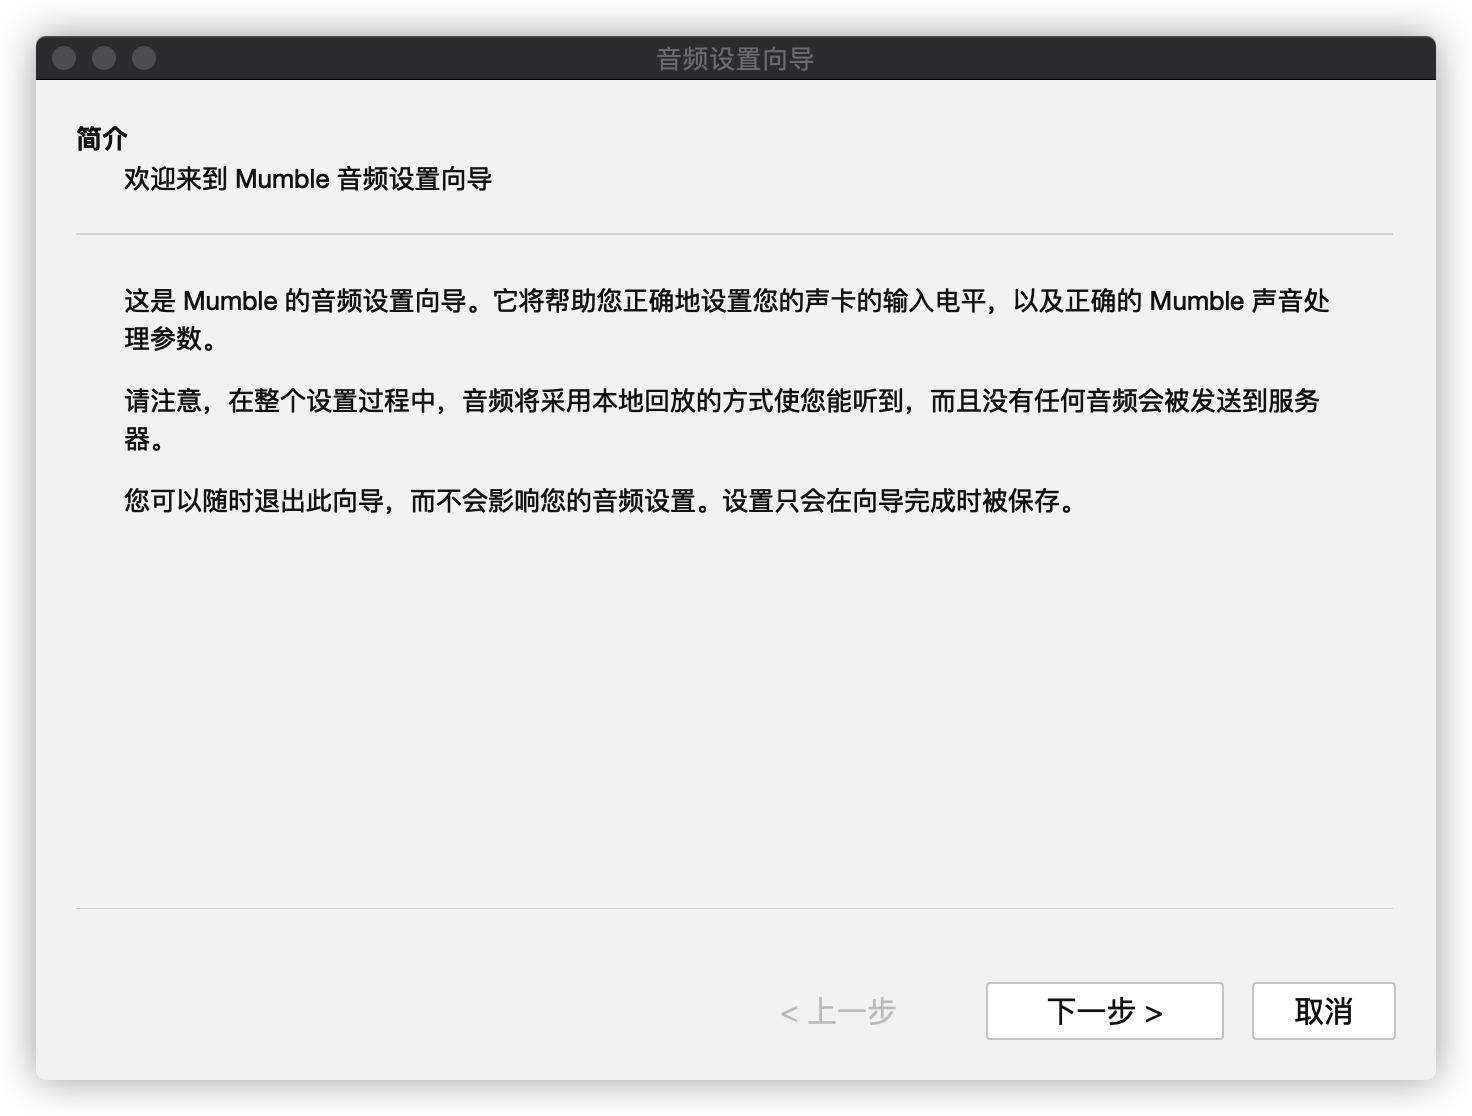 音频设置向导
简介
欢迎来到 Mumble 音频设置向导
这是 Mumble 的音频设置向导。它将帮助您正确地设置您的声卡的输入电平，以及正确的 Mumble 声音处
理参数。
请注意，在整个设置过程中，音频将采用本地回放的方式使您能听到，而且没有任何音频会被发送到服务
器。
您可以随时退出此向导，而不会影响您的音频设置。设置只会在向导完成时被保存。
< 上一步
下一步 >
取消